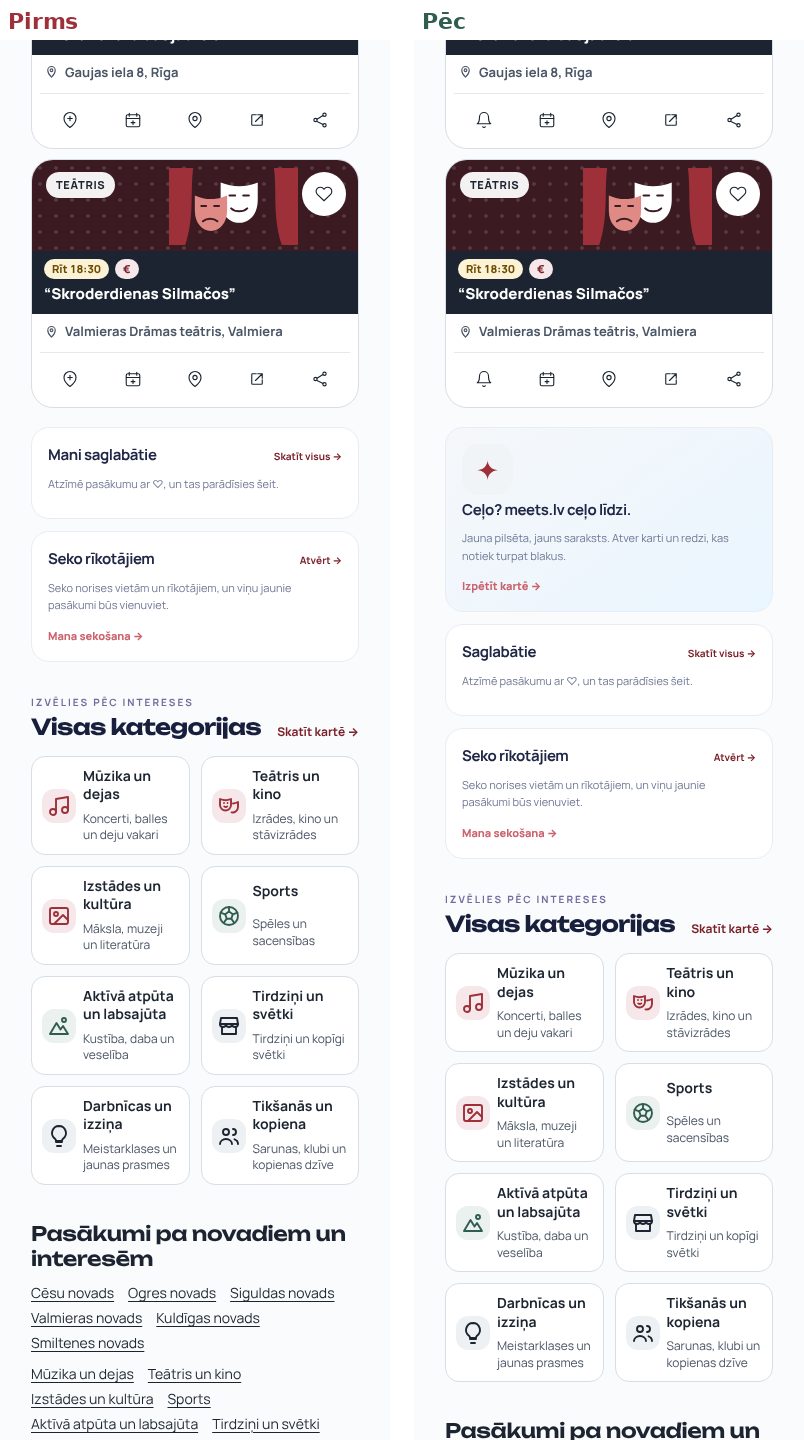 Pirms
Gaujas iela 8, Rīga
TEĀTRIS
Rīt 18:30 €
“Skroderdienas Silmačos”
Valmieras Drāmas teātris, Valmiera
Mani saglabātie Skatīt visus →
Atzīmē pasākumu ar ♡, un tas parādīsies šeit.
Seko rīkotājiem Atvērt →
Seko norises vietām un rīkotājiem, un viņu jaunie
pasākumi būs vienuviet.
Mana sekošana →
IZVĒLIES PĒC INTERESES
Visas kategorijas Skatīt kartē →
Mūzika un
dejas
Koncerti, balles
un deju vakari
Teātris un
kino
Izrādes, kino un
stāvizrādes
Izstādes un
kultūra
Māksla, muzeji
un literatūra
Sports
Spēles un
sacensības
Aktīvā atpūta
un labsajūta
Kustība, daba un
veselība
Tirdziņi un
svētki
Tirdziņi un kopīgi
svētki
Darbnīcas un
izziņa
Meistarklases un
jaunas prasmes
Tikšanās un
kopiena
Sarunas, klubi un
kopienas dzīve
Pasākumi pa novadiem un
interesēm
Cēsu novads Ogres novads Siguldas novads
Valmieras novads Kuldīgas novads
Smiltenes novads
Mūzika un dejas Teātris un kino
Izstādes un kultūra Sports
Aktīvā atpūta un labsajūta Tirdziņi un svētki
Pēc
Gaujas iela 8, Rīga
TEĀTRIS
Rīt 18:30 €
“Skroderdienas Silmačos”
Valmieras Drāmas teātris, Valmiera
Ceļo? meets.lv ceļo līdzi.
Jauna pilsēta, jauns saraksts. Atver karti un redzi, kas
notiek turpat blakus.
Izpētīt kartē →
Saglabātie Skatīt visus →
Atzīmē pasākumu ar ♡, un tas parādīsies šeit.
Seko rīkotājiem Atvērt →
Seko norises vietām un rīkotājiem, un viņu jaunie
pasākumi būs vienuviet.
Mana sekošana →
IZVĒLIES PĒC INTERESES
Visas kategorijas Skatīt kartē →
Mūzika un
dejas
Koncerti, balles
un deju vakari
Teātris un
kino
Izrādes, kino un
stāvizrādes
Izstādes un
kultūra
Māksla, muzeji
un literatūra
Sports
Spēles un
sacensības
Aktīvā atpūta
un labsajūta
Kustība, daba un
veselība
Tirdziņi un
svētki
Tirdziņi un kopīgi
svētki
Darbnīcas un
izziņa
Meistarklases un
jaunas prasmes
Tikšanās un
kopiena
Sarunas, klubi un
kopienas dzīve
Pasākumi pa novadiem un